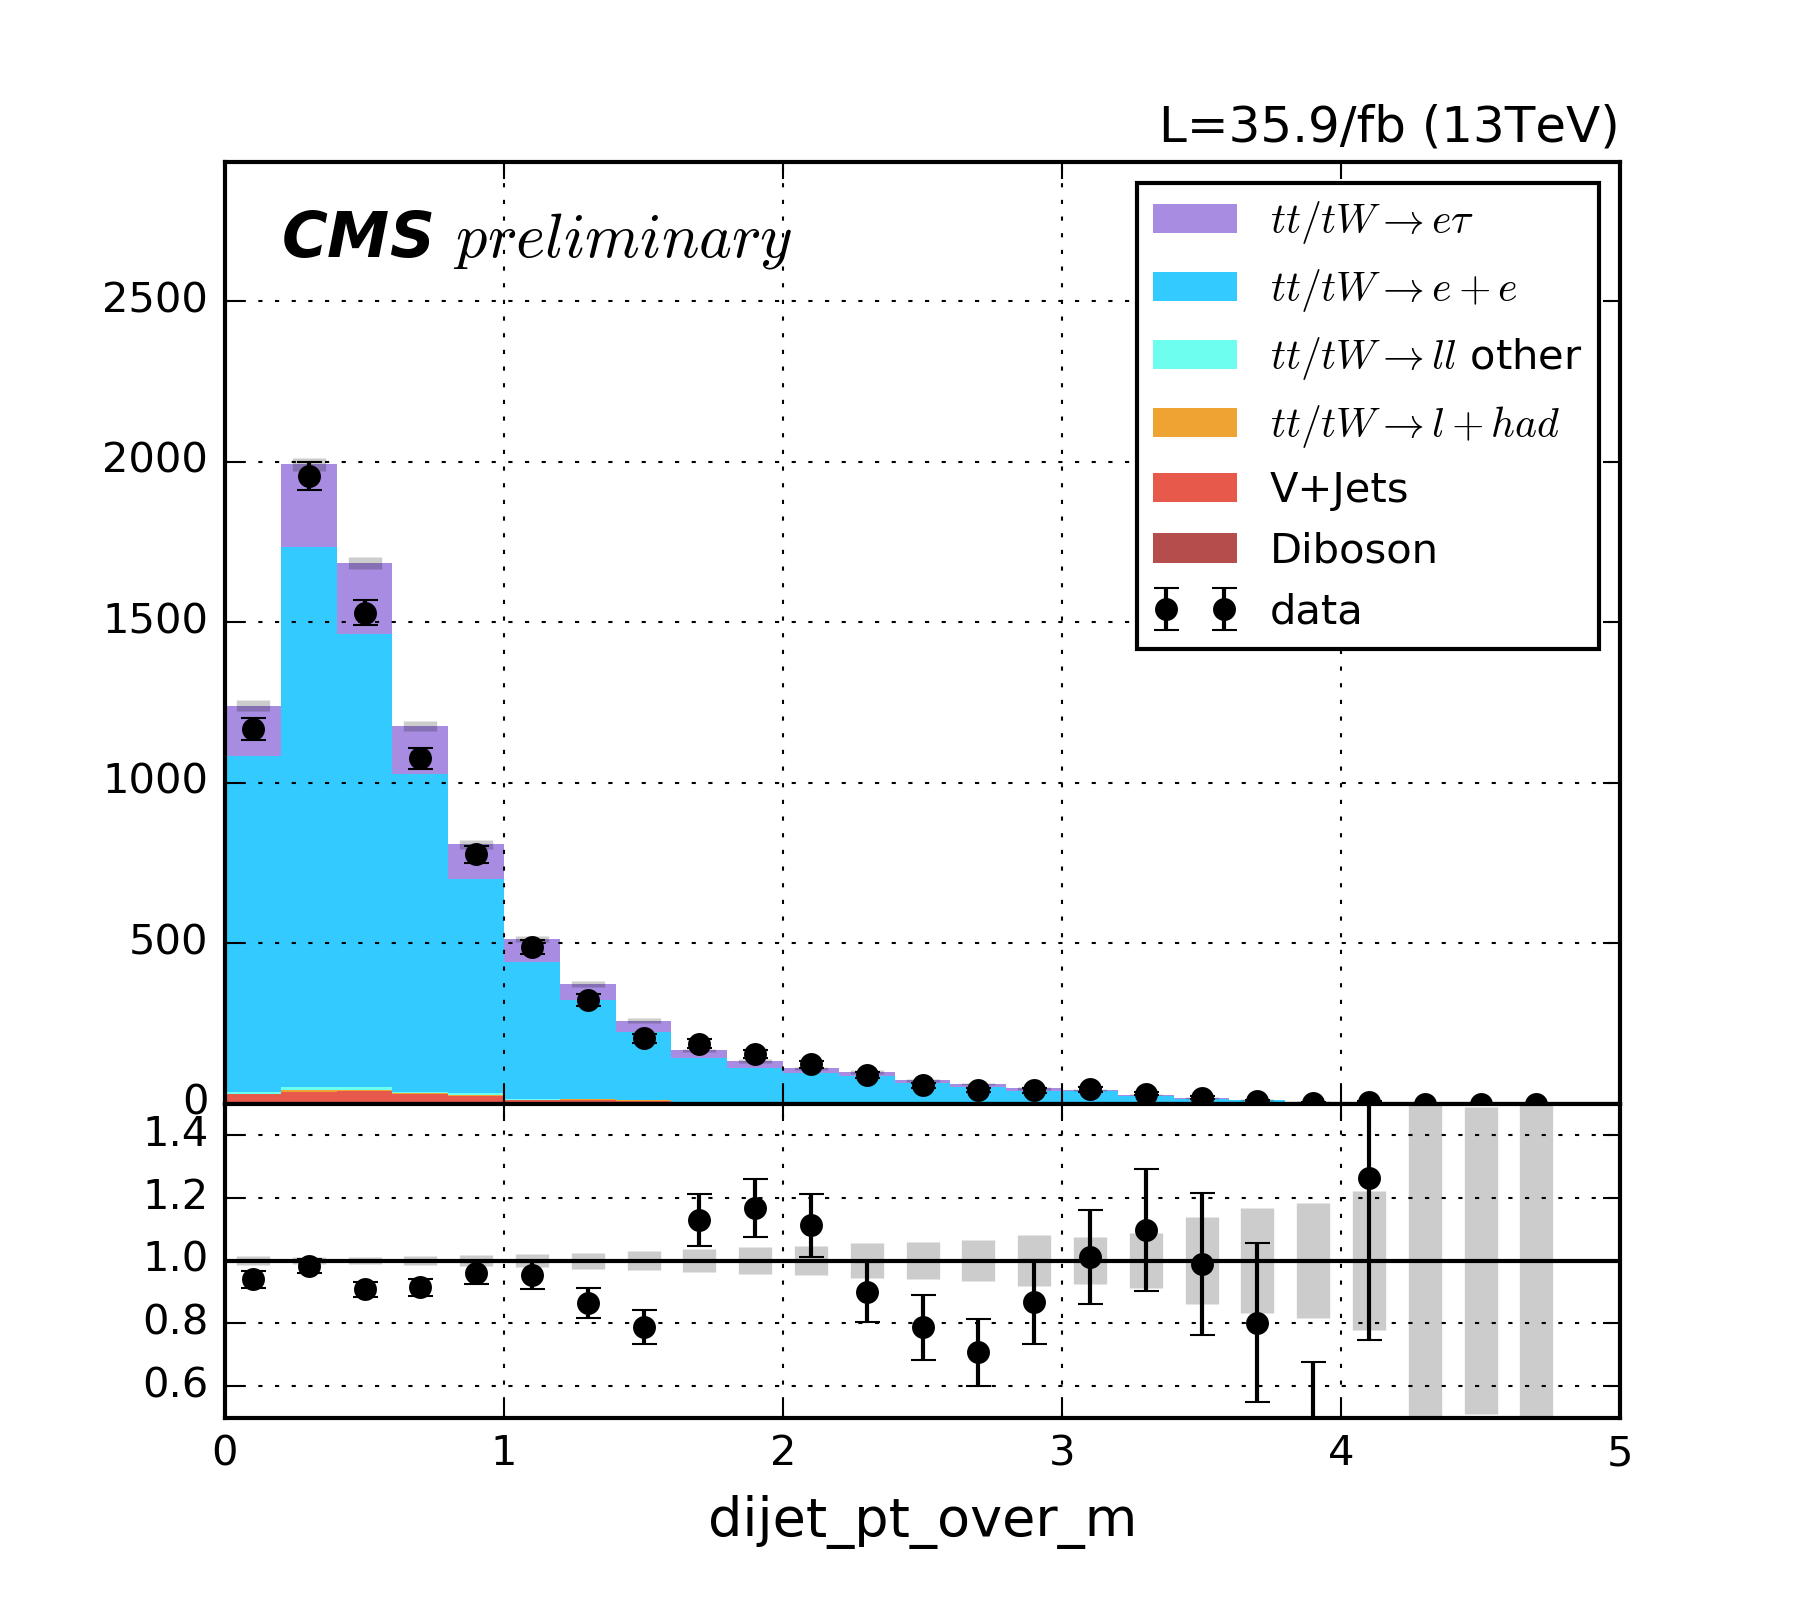 L=35.9/fb (13TeV)
CMS preliminary
tt/tW→eτ
tt/tW→e+e
tt/tW→ll other
tt/tW→l+had
V+Jets
Diboson
data
2500
2000
1500
1000
500
0
1.4
1.2
1.0
0.8
0.6
0 1 2 3 4 5
dijet_pt_over_m